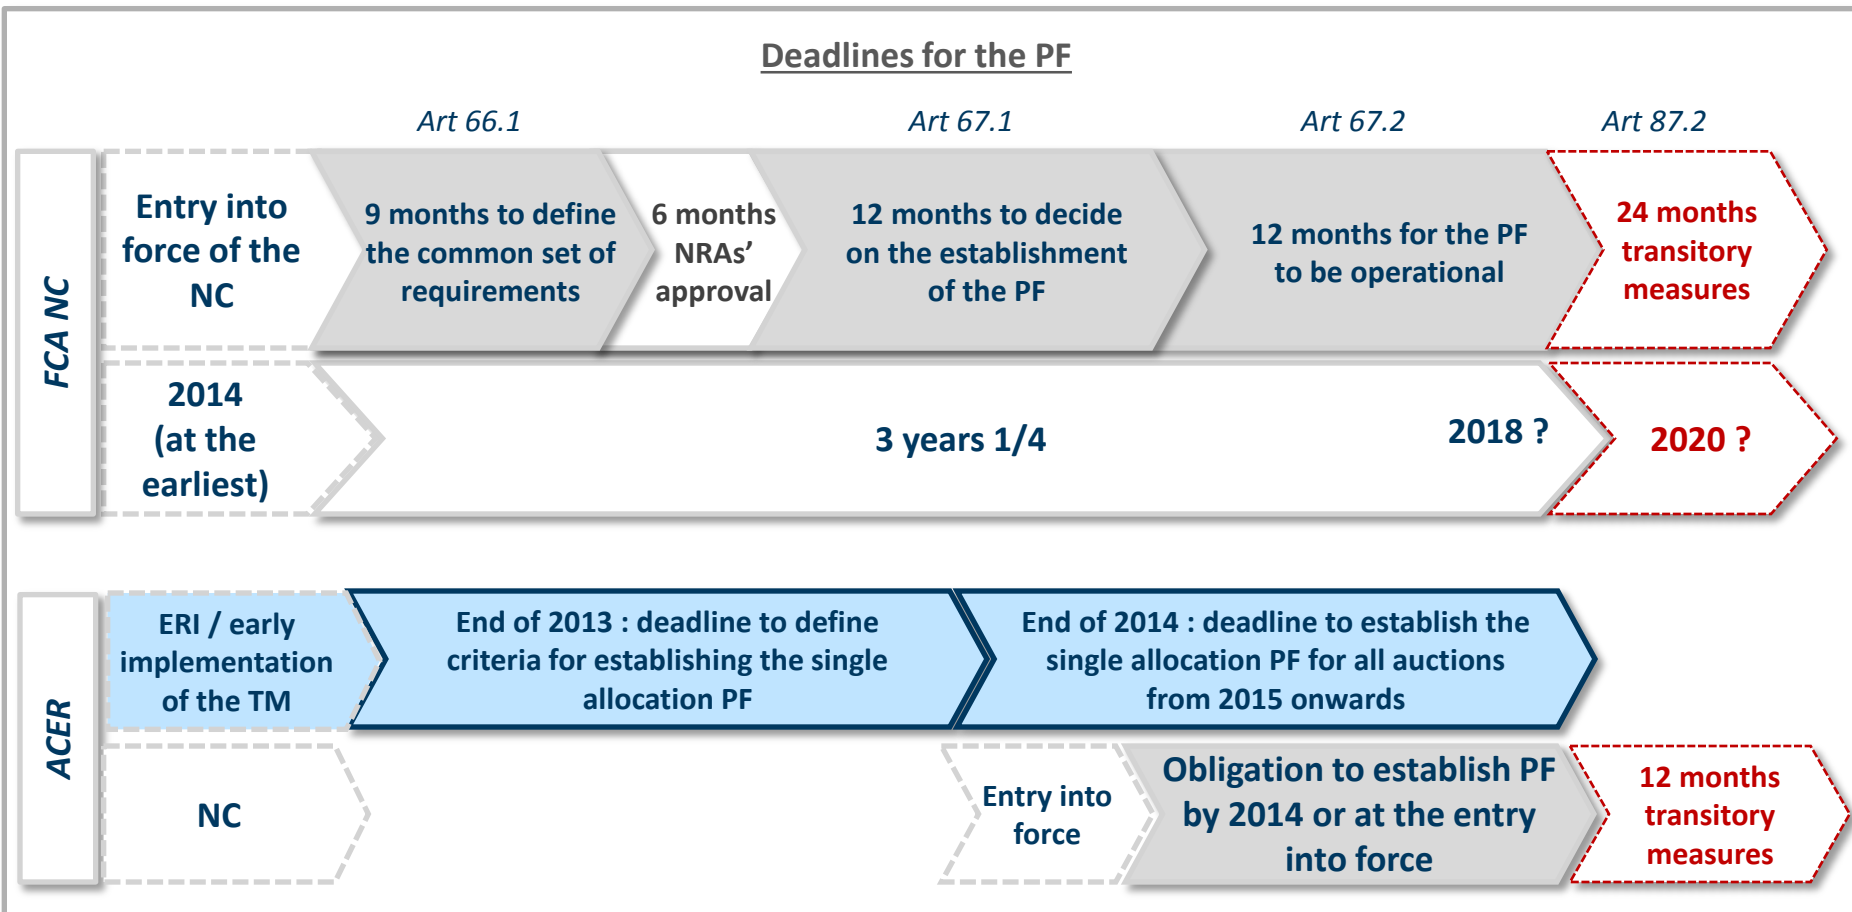 Deadlines for the PF
Art 66.1
Art 67.1
Art 67.2
Art 87.2
FCA NC
Entry into
force of the
NC
9 months to define
the common set of
requirements
6 months
NRAs’
approval
12 months to decide
on the establishment
of the PF
12 months for the PF
to be operational
24 months
transitory
measures
2014
(at the
earliest)
3 years 1/4
2018 ?
2020 ?
ACER
ERI / early
implementation
of the TM
End of 2013 : deadline to define
criteria for establishing the single
allocation PF
End of 2014 : deadline to establish the
single allocation PF for all auctions
from 2015 onwards
NC
Entry into
force
Obligation to establish PF
by 2014 or at the entry
into force
12 months
transitory
measures